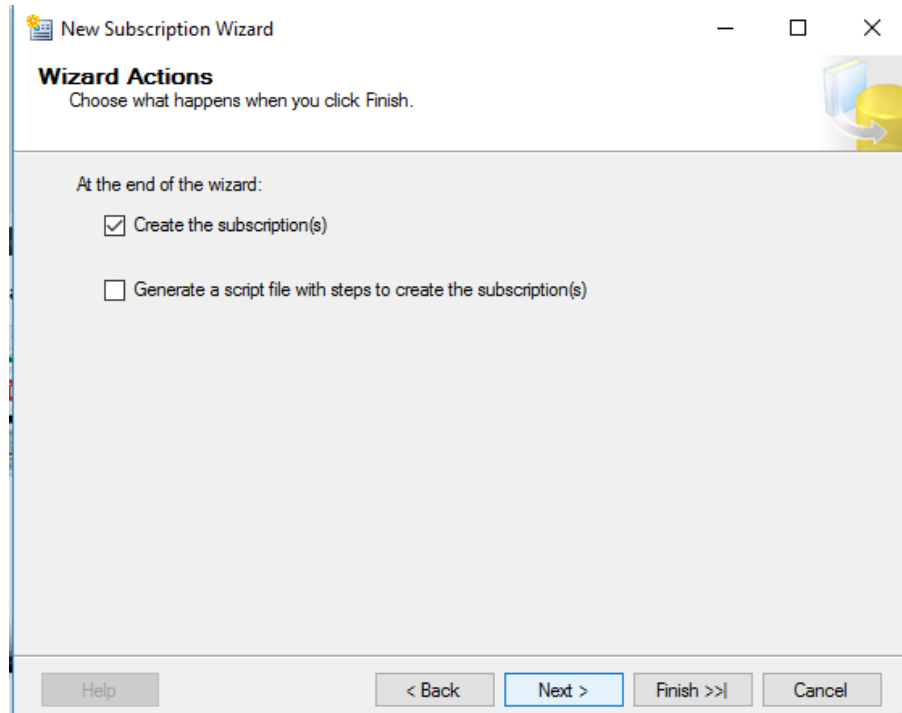 New Subscription Wizard
Wizard Actions
Choose what happens when you click Finish.
At the end of the wizard:
Create the subscription(s)
Generate a script file with steps to create the subscription(s)
Help
< Back
Next >
Finish >>|
Cancel